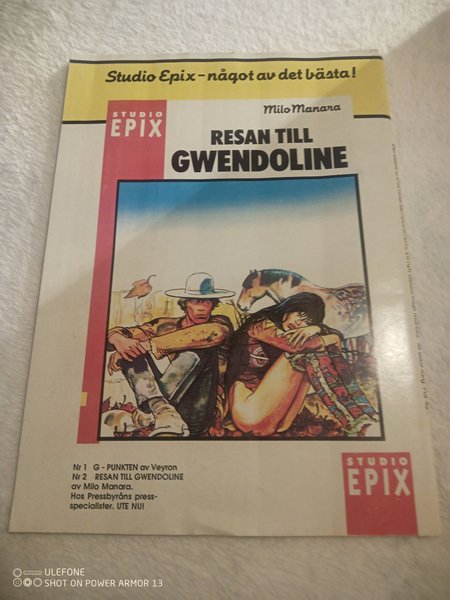 Studio Epix – något av det bästa!
STUDIO
EPIX
Milo Manara
RESAN TILL
GWENDOLINE
Nr 1 G - PUNKTEN av Veyron
Nr 2 RESAN TILL GWENDOLINE
av Milo Manara.
Hos Pressbyråns press-
specialister. UTE NU!
STUDIO
EPIX
ULEFONE
SHOT ON POWER ARMOR 13